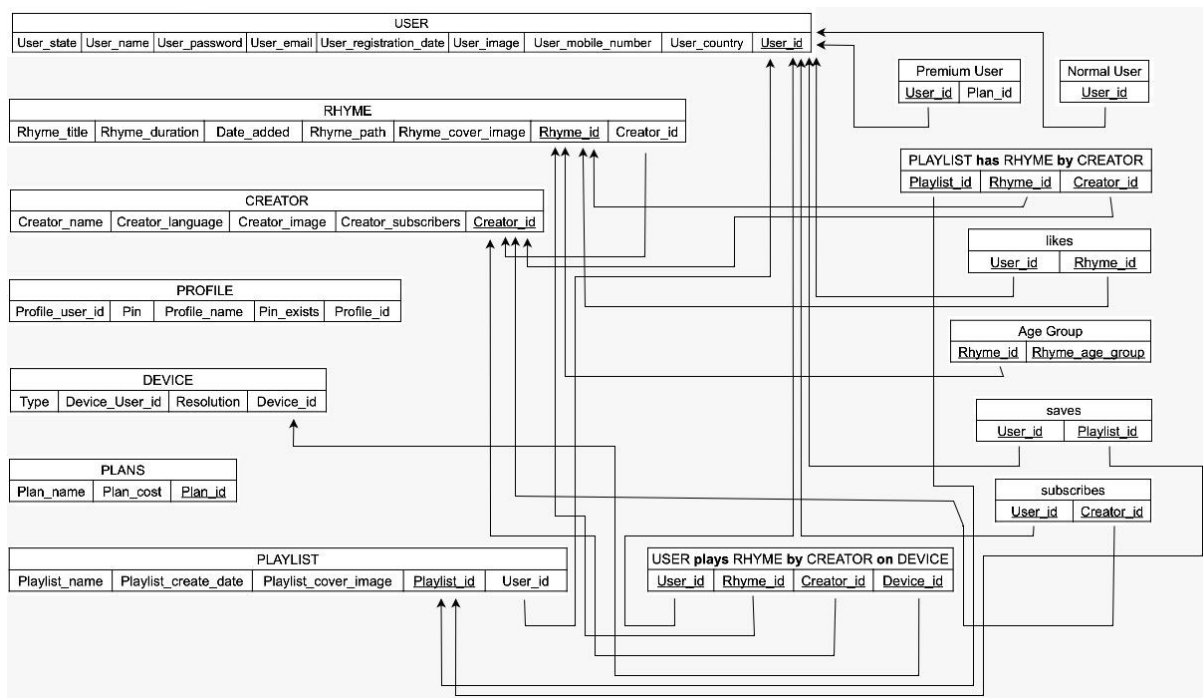 USER
User_state User_name User_password User_email User_registration_date User_image User_mobile_number User_country User_id
Premium User
User_id Plan_id
Normal User
User_id
RHYME
Rhyme_title Rhyme_duration Date_added Rhyme_path Rhyme_cover_image Rhyme_id Creator_id
PLAYLIST has RHYME by CREATOR
Playlist_id Rhyme_id Creator_id
CREATOR
Creator_name Creator_language Creator_image Creator_subscribers Creator_id
likes
User_id Rhyme_id
PROFILE
Profile_user_id Pin Profile_name Pin_exists Profile_id
Age Group
Rhyme_id Rhyme_age_group
DEVICE
Type Device_User_id Resolution Device_id
saves
User_id Playlist_id
PLANS
Plan_name Plan_cost Plan_id
subscribes
User_id Creator_id
PLAYLIST
Playlist_name Playlist_create_date Playlist_cover_image Playlist_id User_id
USER plays RHYME by CREATOR on DEVICE
User_id Rhyme_id Creator_id Device_id